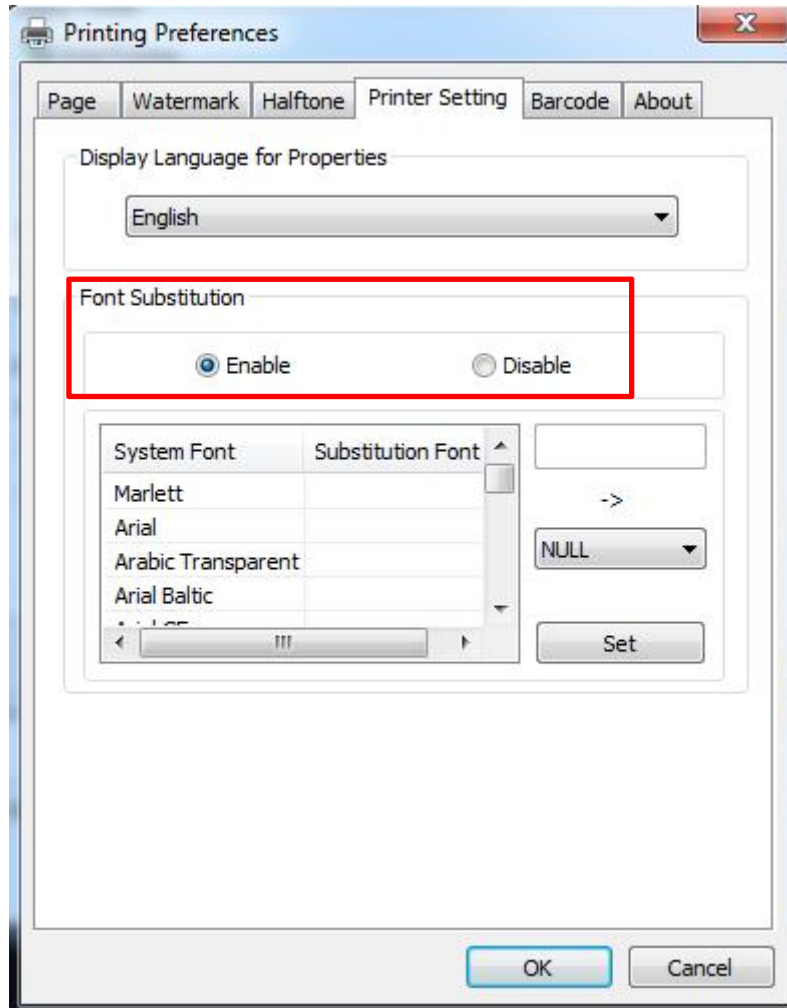 Printing Preferences
Page Watermark Halftone Printer Setting Barcode About
Display Language for Properties
English
Font Substitution
Enable Disable
System Font Substitution Font
Marlett
->
Arial
NULL
Arabic Transparent
Arial Baltic
Set
OK Cancel